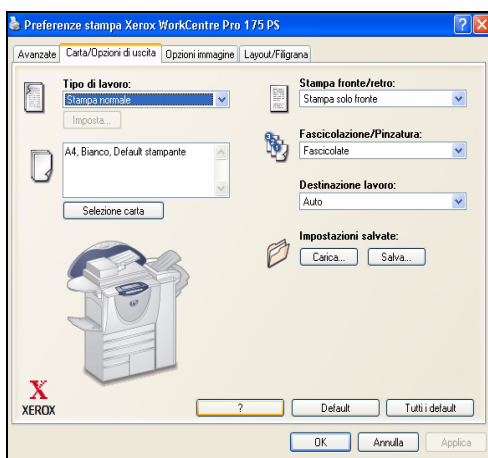 Preferenze stampa Xerox WorkCentre Pro 175 PS
Avanzate
Carta/Opzioni di uscita
Opzioni immagine
Layout/Filigrana
Tipo di lavoro:
Stampa normale
Imposta...
A4, Bianco, Default stampante
Selezione carta
Stampa fronte/retro:
Stampa solo fronte
Fascicolazione/Pinzatura:
Fascicolate
Destinazione lavoro:
Auto
Impostazioni salvate:
Carica...
Salva...
X
XEROX
?
Default
Tutti i default
OK
Annulla
Applica